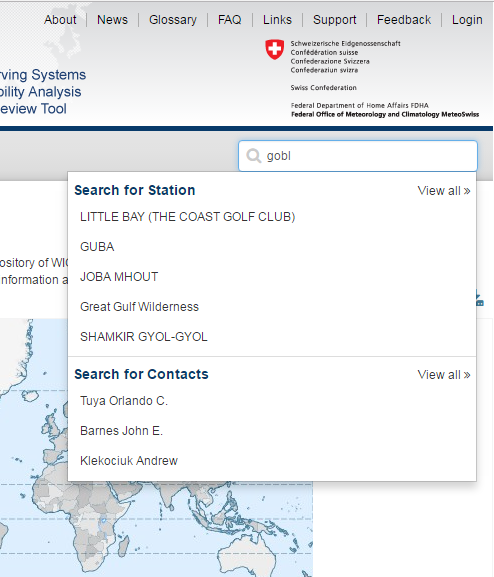 About News Glossary FAQ Links Support Feedback Login
Schweizerische Eidgenossenschaft
Confédération suisse
Confederazione Svizzera
Confederaziun svizra
Swiss Confederation
Federal Department of Home Affairs FDHA
Federal Office of Meteorology and Climatology MeteoSwiss
rving Systems
bility Analysis
eview Tool
gobl
Search for Station View all »
LITTLE BAY (THE COAST GOLF CLUB)
GUBA
JOBA MHOUT
Great Gulf Wilderness
SHAMKIR GYOL-GYOL
Search for Contacts View all »
Tuya Orlando C.
Barnes John E.
Klekociuk Andrew
ository of WIG
nformation a